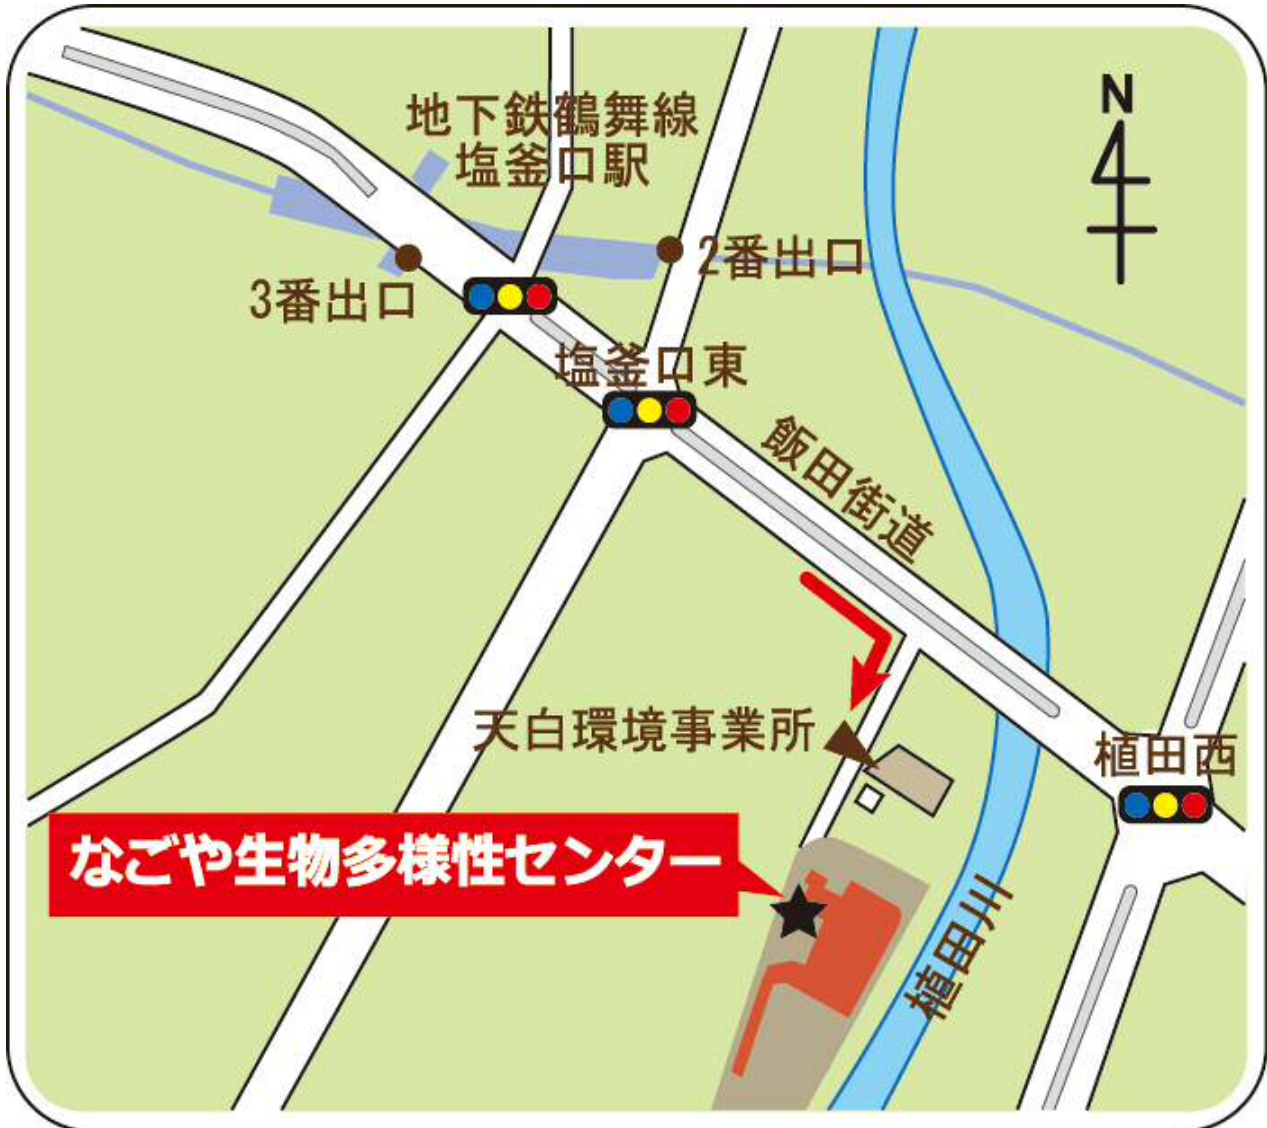 N
地下鉄鶴舞線
塩釜口駅
2番出口
3番出口
塩釜口東
飯田街道
天白環境事業所
植田西
なごや生物多様性センター
植田川